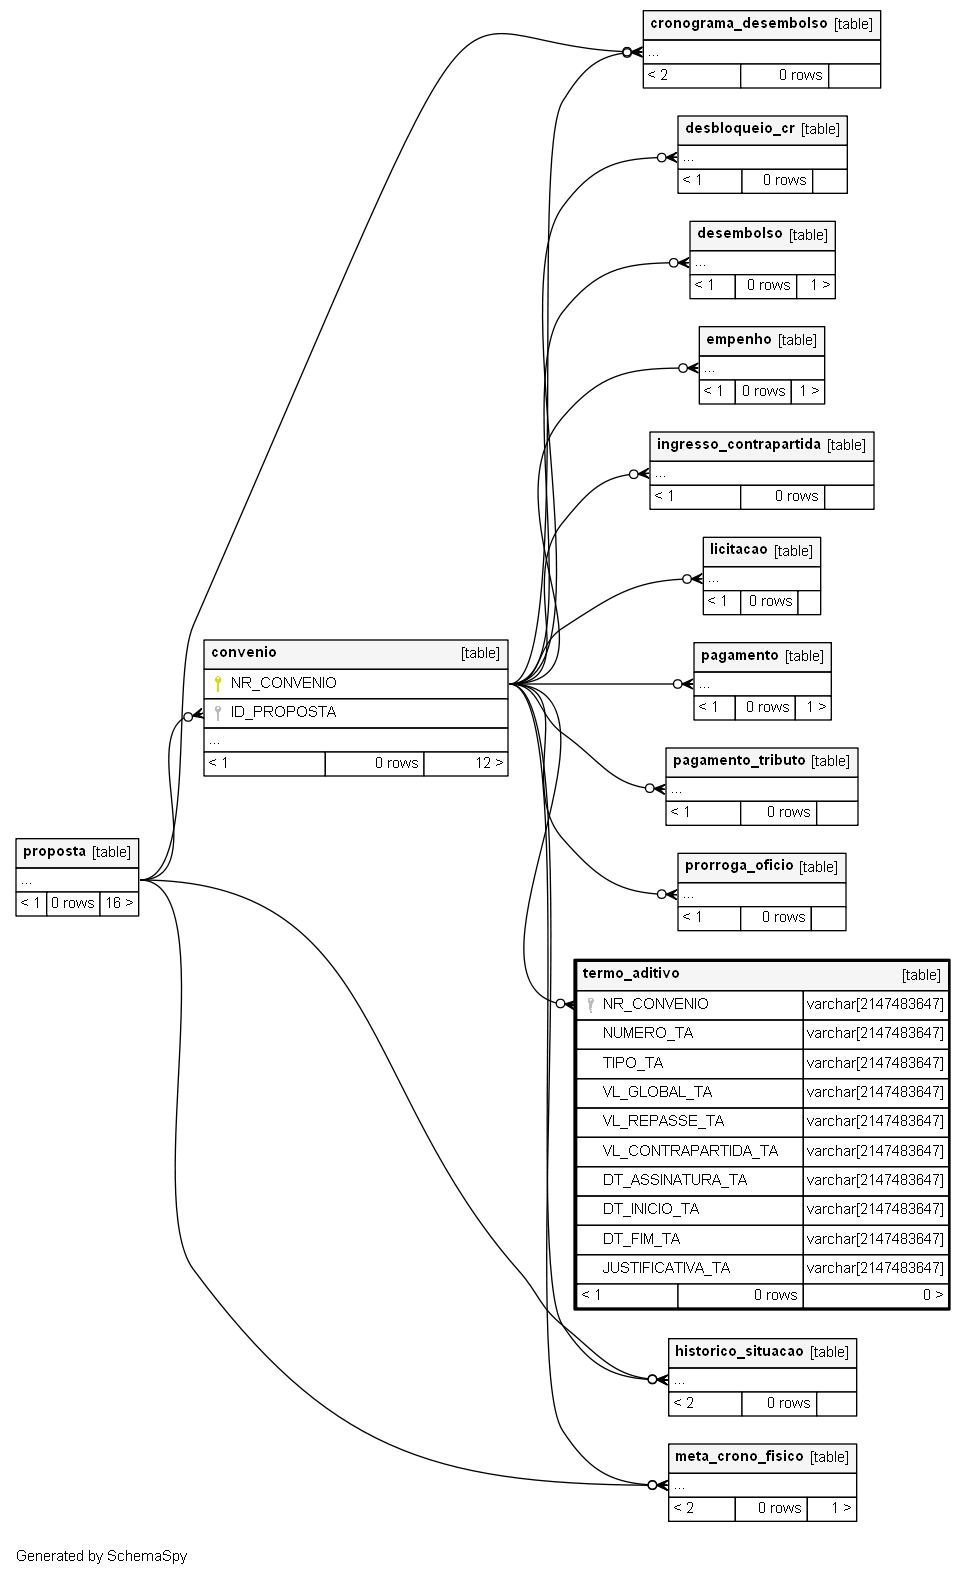 cronograma_desembolso [table]
...
< 2 0 rows
desbloqueio_cr [table]
...
< 1 0 rows
desembolso [table]
...
< 1 0 rows 1 >
empenho [table]
...
< 1 0 rows 1 >
ingresso_contrapartida [table]
...
< 1 0 rows
licitacao [table]
...
< 1 0 rows
convenio [table]
NR_CONVENIO
ID_PROPOSTA
...
< 1 0 rows 12 >
pagamento [table]
...
< 1 0 rows 1 >
pagamento_tributo [table]
...
< 1 0 rows
proposta [table]
...
< 1 0 rows 16 >
prorroga_oficio [table]
...
< 1 0 rows
termo_aditivo [table]
NR_CONVENIO varchar[2147483647]
NUMERO_TA varchar[2147483647]
TIPO_TA varchar[2147483647]
VL_GLOBAL_TA varchar[2147483647]
VL_REPASSE_TA varchar[2147483647]
VL_CONTRAPARTIDA_TA varchar[2147483647]
DT_ASSINATURA_TA varchar[2147483647]
DT_INICIO_TA varchar[2147483647]
DT_FIM_TA varchar[2147483647]
JUSTIFICATIVA_TA varchar[2147483647]
< 1 0 rows 0 >
historico_situacao [table]
...
< 2 0 rows
meta_crono_fisico [table]
...
< 2 0 rows 1 >
Generated by SchemaSpy